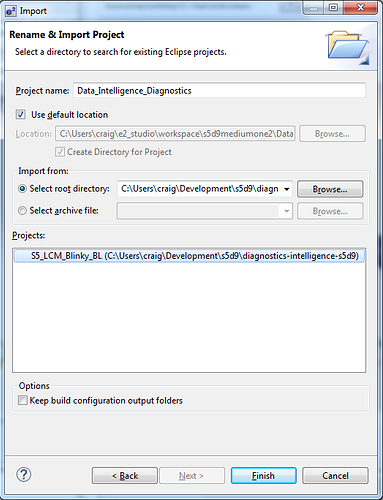 e²
Import
Rename & Import Project
Select a directory to search for existing Eclipse projects.
Project name: Data_Intelligence_Diagnostics
Use default location
Location: C:\Users\craig\e2_studio\workspace\s5d9mediumone2\Data Browse...
Create Directory for Project
Import from:
Select root directory: C:\Users\craig\Development\s5d9\diagn Browse...
Select archive file: Browse...
Projects:
S5_LCM_Blinky_BL (C:\Users\craig\Development\s5d9\diagnostics-intelligence-s5d9)
Options
Keep build configuration output folders
? < Back Next > Finish Cancel